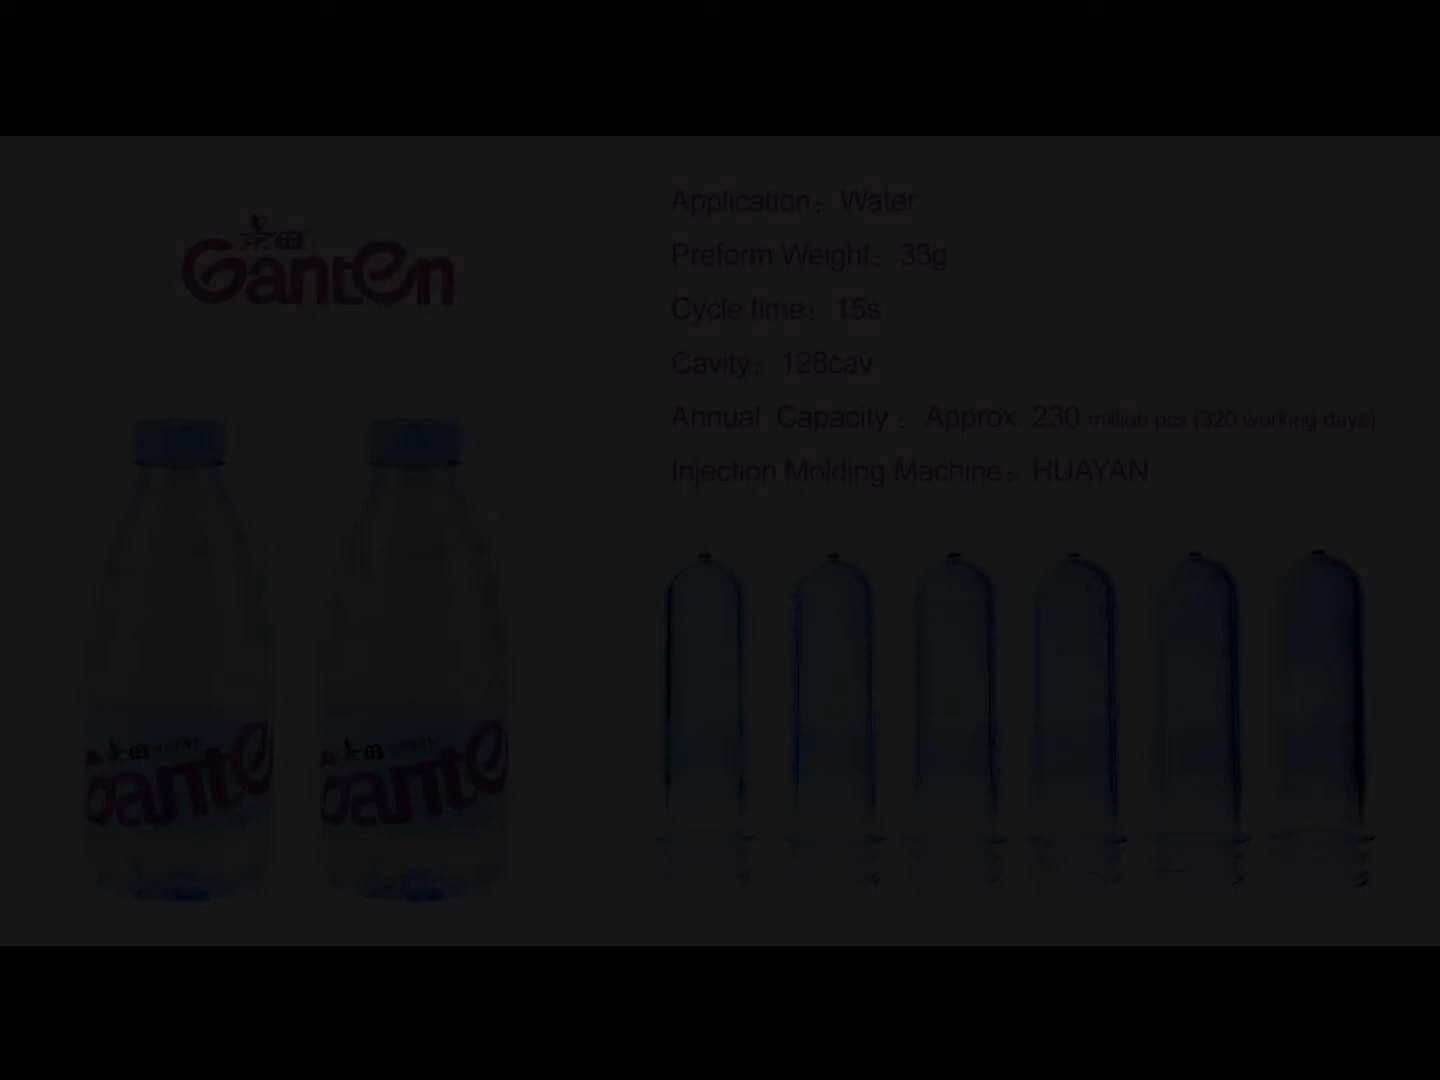 Ganten
Application：Water
Preform Weight：33g
Cycle time：15s
Cavity：128cav
Annual Capacity：Approx. 230 million pcs (320 working days)
Injection Molding Machine：HUAYAN